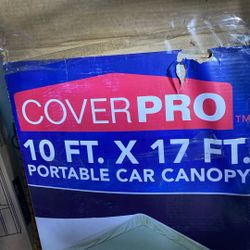 COVERPRO™
10 FT. X 17 FT.
PORTABLE CAR CANOPY